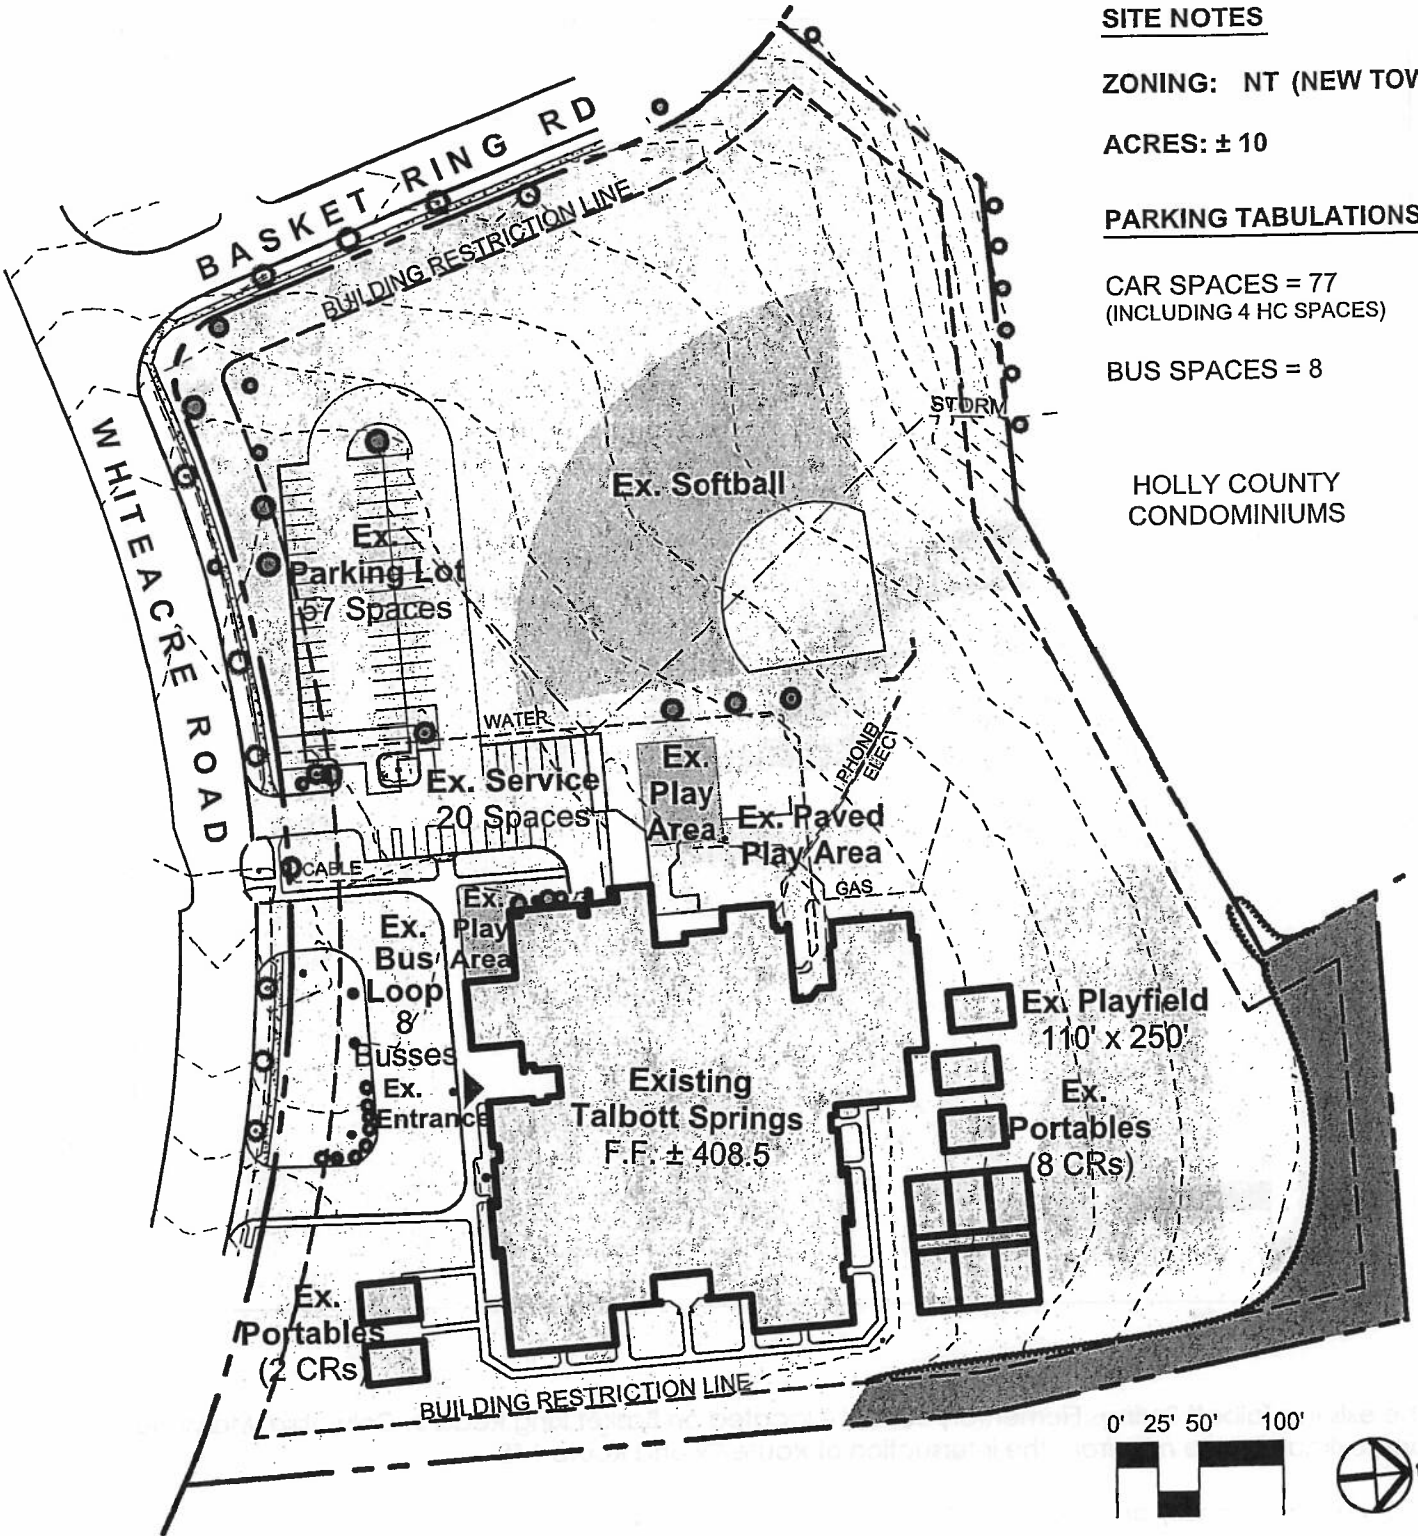 SITE NOTES
ZONING: NT (NEW TOW
ACRES: ± 10
PARKING TABULATIONS
CAR SPACES = 77
(INCLUDING 4 HC SPACES)
BUS SPACES = 8
HOLLY COUNTY
CONDOMINIUMS
BASKET RING RD
BUILDING RESTRICTION LINE
WHITEACRE ROAD
STORM
Ex. Softball
Ex.
Parking Lot
57 Spaces
WATER
Ex. Service
20 Spaces
Ex.
Play
Area
PHONE
ELEC
Ex. Paved
Play Area
CABLE
GAS
Ex.
Play
Area
Ex.
Bus
Loop
8
Busses
Ex.
Entrance
Existing
Talbott Springs
F.F. ± 408.5
Ex. Playfield
110' x 250'
Ex.
Portables
(8 CRs)
Ex.
Portables
(2 CRs)
BUILDING RESTRICTION LINE
0' 25' 50' 100'